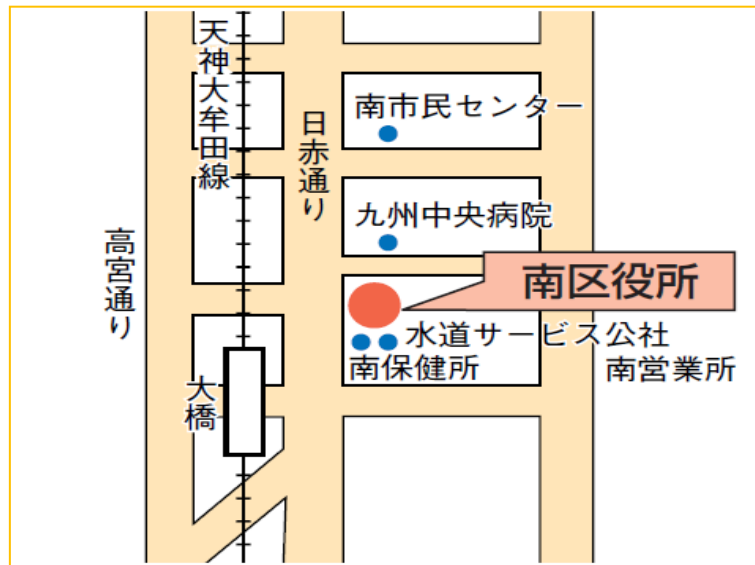 天神大牟田線
日赤通り
高宮通り
南市民センター
九州中央病院
南区役所
水道サービス公社
南営業所
南保健所
大橋